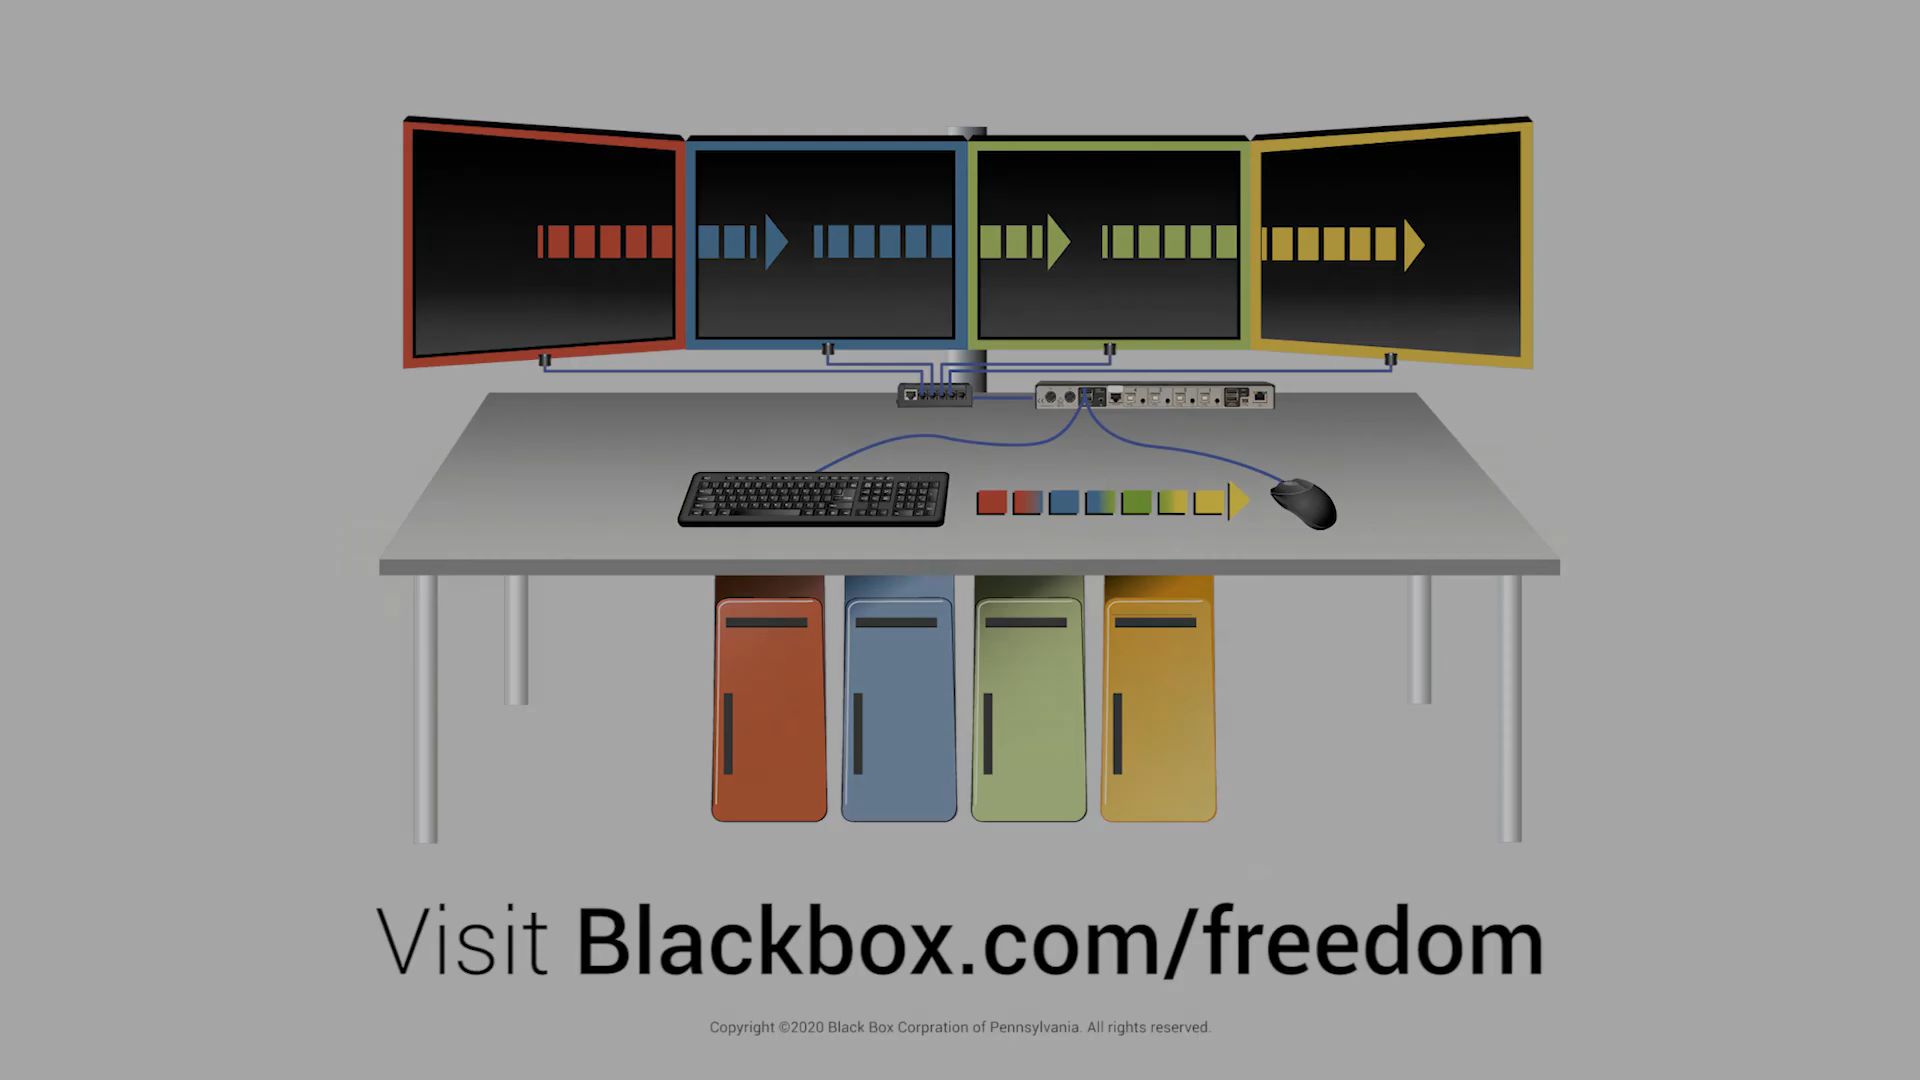 Visit Blackbox.com/freedom
Copyright ©2020 Black Box Corpration of Pennsylvania. All rights reserved.